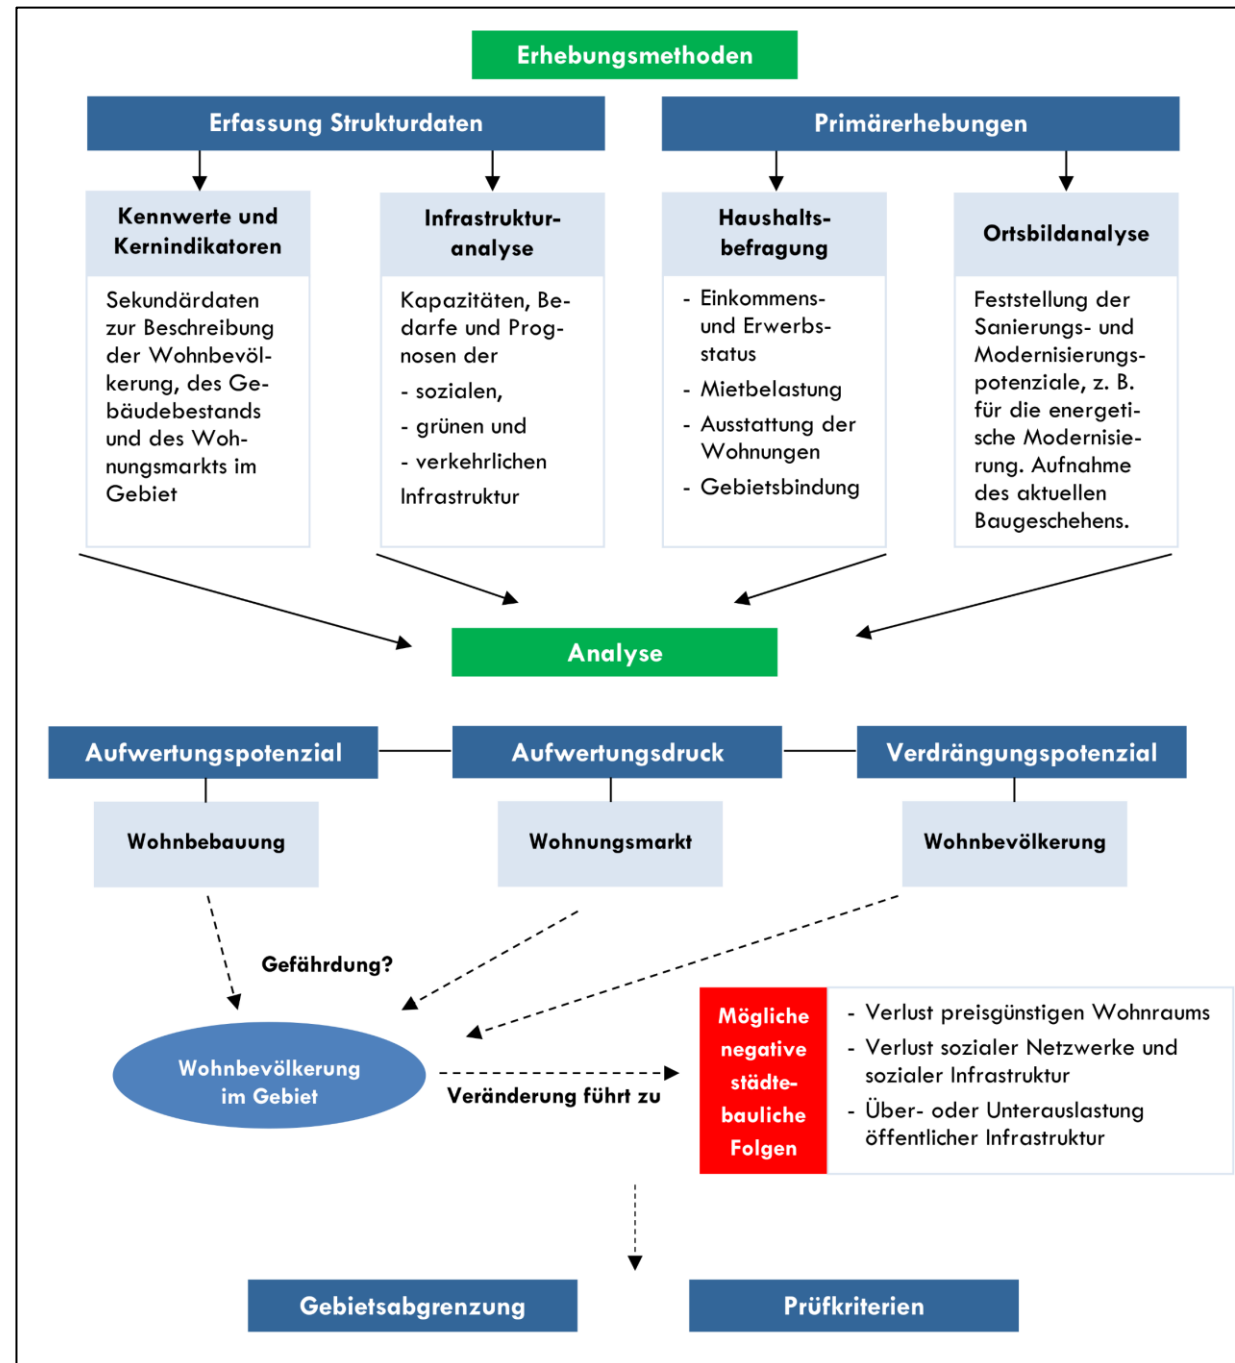 Erhebungsmethoden
Erfassung Strukturdaten
Primärerhebungen
Kennwerte und
Kernindikatoren
Sekundärdaten
zur Beschreibung
der Wohnbevöl-
kerung, des Ge-
bäudebestands
und des Woh-
nungsmarkts im
Gebiet
Infrastruktur-
analyse
Kapazitäten, Be-
darfe und Prog-
nosen der
- sozialen,
- grünen und
- verkehrlichen
Infrastruktur
Haushalts-
befragung
- Einkommens-
und Erwerbs-
status
- Mietbelastung
- Ausstattung der
Wohnungen
- Gebietsbindung
Ortsbildanalyse
Feststellung der
Sanierungs- und
Modernisierungs-
potenziale, z. B.
für die energeti-
sche Modernisie-
rung. Aufnahme
des aktuellen
Baugeschehens.
Analyse
Aufwertungspotenzial
Aufwertungsdruck
Verdrängungspotenzial
Wohnbebauung
Wohnungsmarkt
Wohnbevölkerung
Gefährdung?
Wohnbevölkerung
im Gebiet
Veränderung führt zu
Mögliche
negative
städte-
bauliche
Folgen
- Verlust preisgünstigen Wohnraums
- Verlust sozialer Netzwerke und
sozialer Infrastruktur
- Über- oder Unterauslastung
öffentlicher Infrastruktur
Gebietsabgrenzung
Prüfkriterien